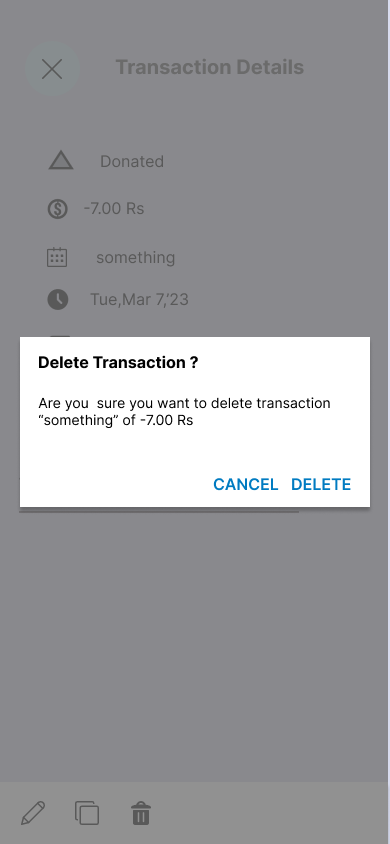 Transaction Details
Donated
-7.00 Rs
something
Tue,Mar 7,’23
Delete Transaction ?
Are you  sure you want to delete transaction
“something” of -7.00 Rs
CANCEL DELETE